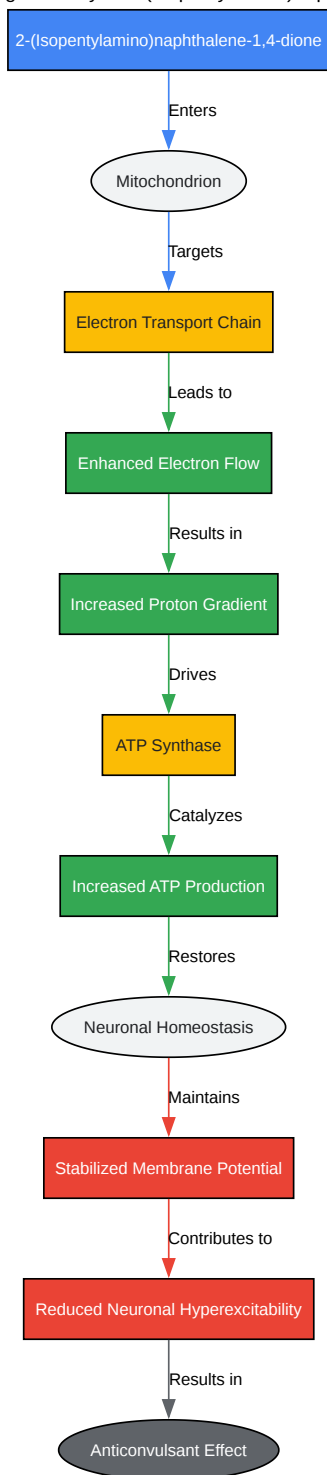 2-(Isopentylamino)naphthalene-1,4-dione
Enters
Mitochondrion
Targets
Electron Transport Chain
Leads to
Enhanced Electron Flow
Results in
Increased Proton Gradient
Drives
ATP Synthase
Catalyzes
Increased ATP Production
Restores
Neuronal Homeostasis
Maintains
Stabilized Membrane Potential
Contributes to
Reduced Neuronal Hyperexcitability
Results in
Anticonvulsant Effect